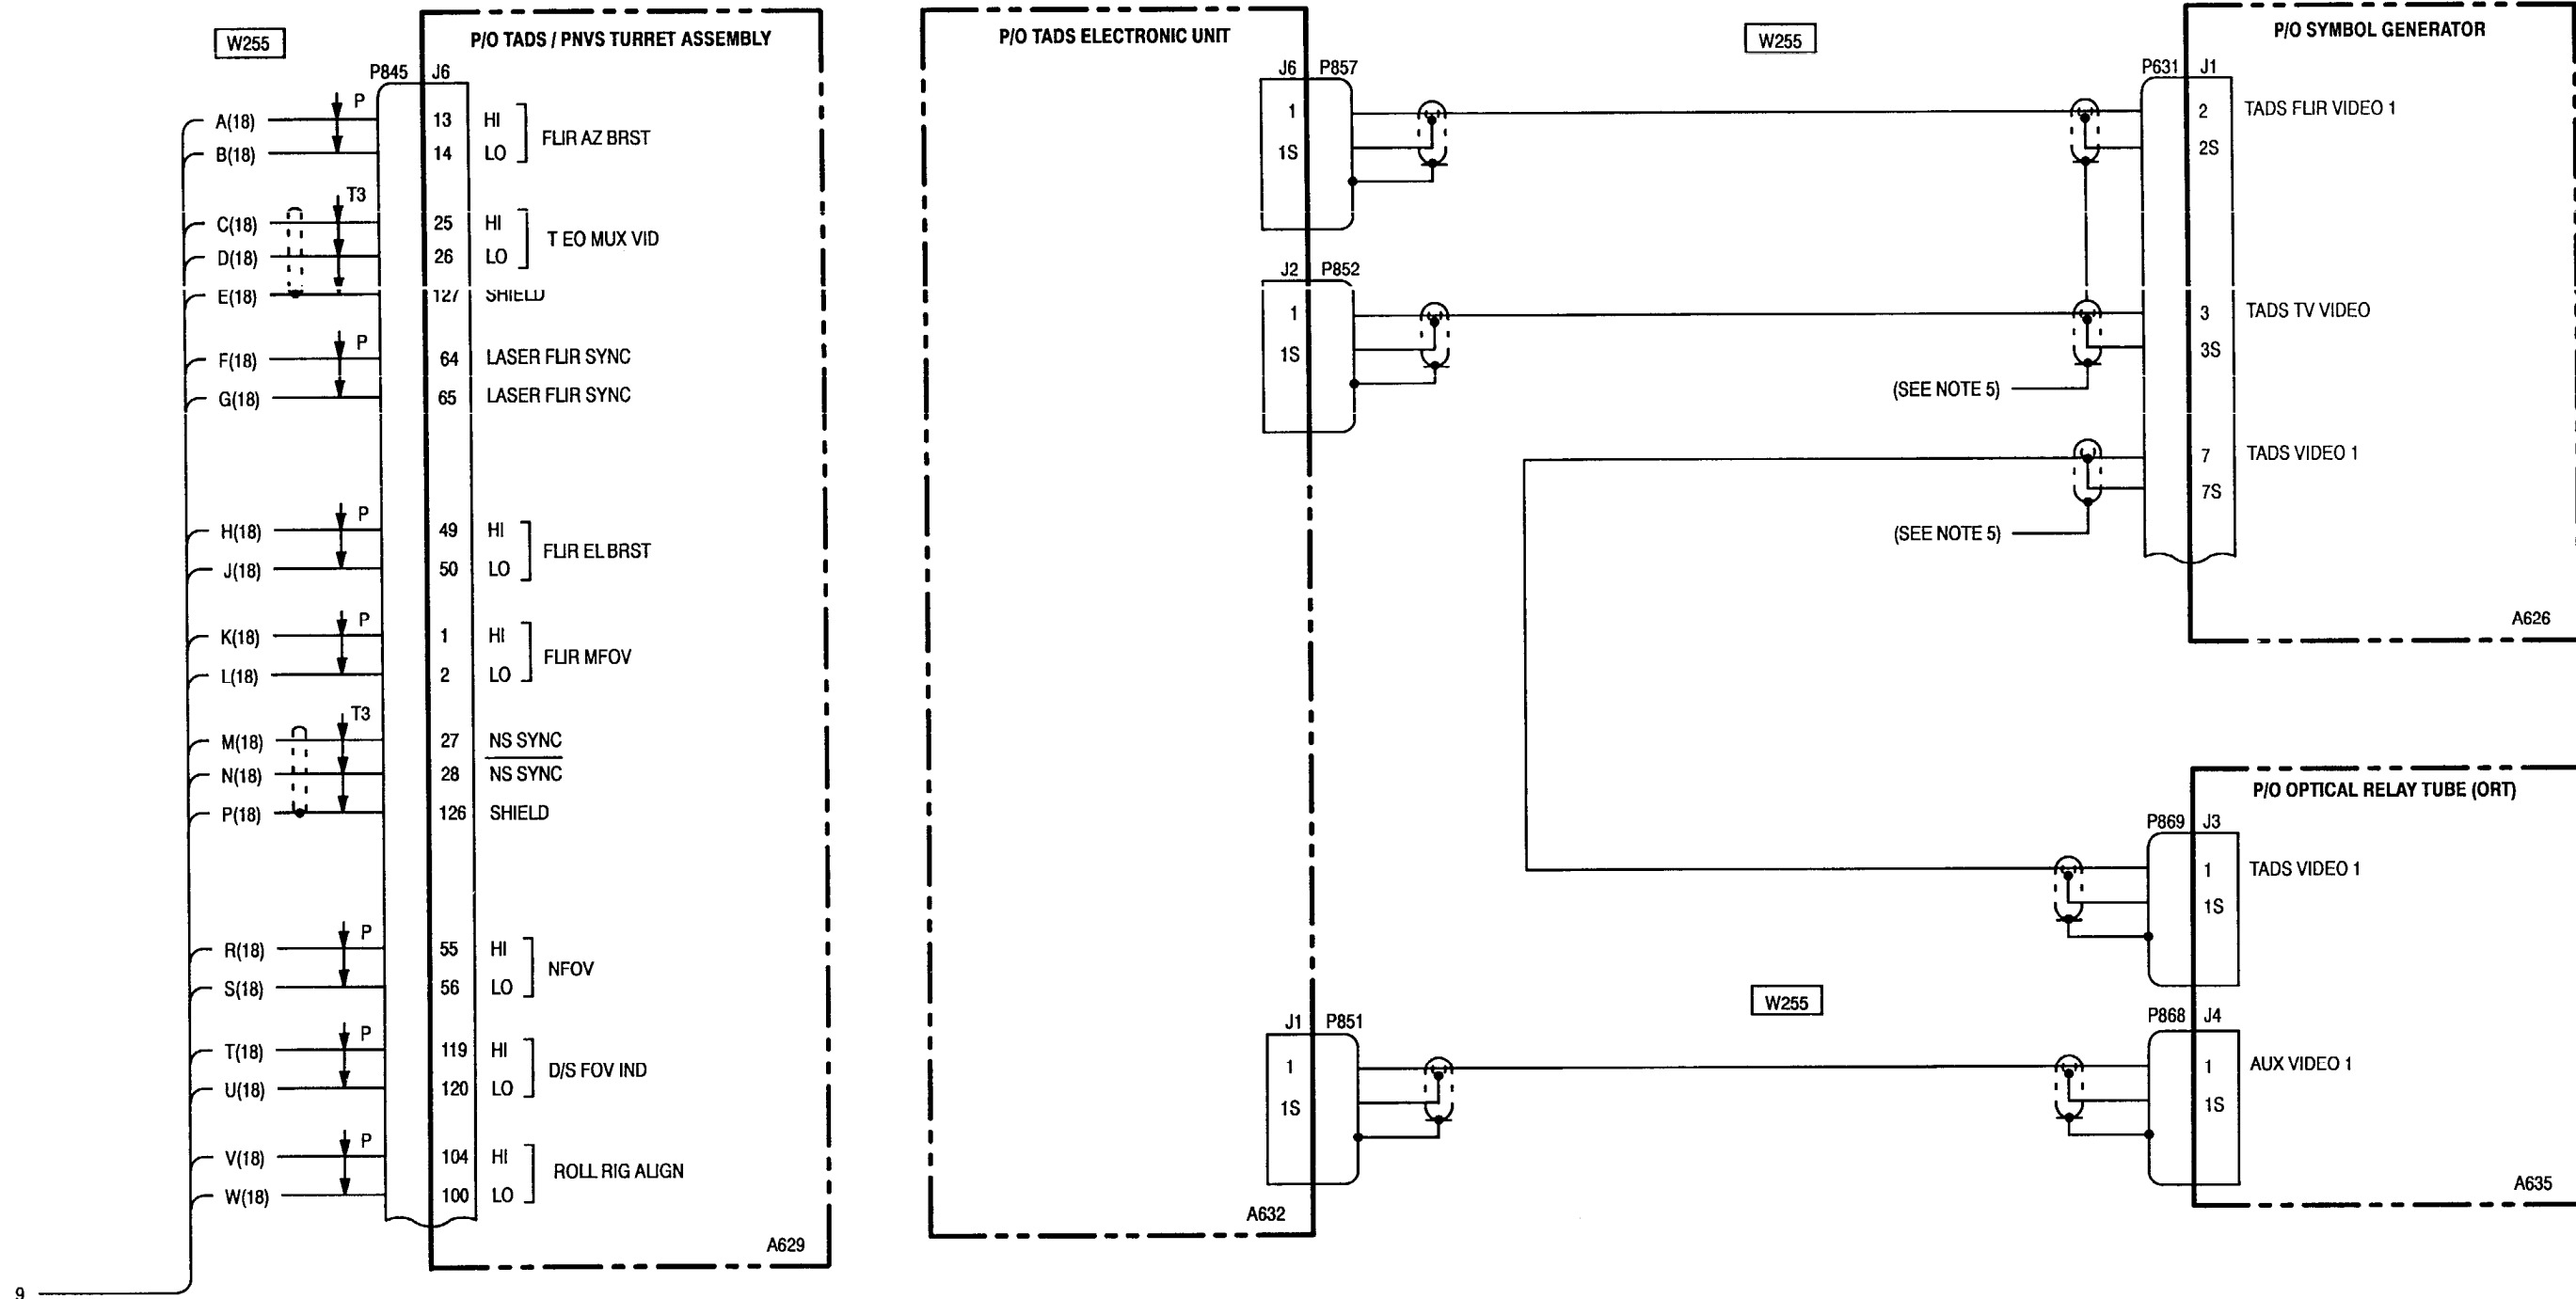 W255
P/O TADS / PNVS TURRET ASSEMBLY
P845 J6
A(18) P 13 HI
FLIR AZ BRST
B(18) 14 LO
T3
C(18) 25 HI
T EO MUX VID
D(18) 26 LO
E(18) 127 SHIELD
P
F(18) 64 LASER FLIR SYNC
G(18) 65 LASER FLIR SYNC
P
H(18) 49 HI
FLIR EL BRST
J(18) 50 LO
P
K(18) 1 HI
FLIR MFOV
L(18) 2 LO
T3
M(18) 27 NS SYNC
N(18) 28 NS SYNC
P(18) 126 SHIELD
P
R(18) 55 HI
NFOV
S(18) 56 LO
P
T(18) 119 HI
D/S FOV IND
U(18) 120 LO
P
V(18) 104 HI
ROLL RIG ALIGN
W(18) 100 LO
A629
9
P/O TADS ELECTRONIC UNIT
J6 P857
1
1S
J2 P852
1
1S
J1 P851
1
1S
A632
W255
P/O SYMBOL GENERATOR
P631 J1
2 TADS FLIR VIDEO 1
2S
3 TADS TV VIDEO
3S
(SEE NOTE 5)
7 TADS VIDEO 1
7S
(SEE NOTE 5)
A626
P/O OPTICAL RELAY TUBE (ORT)
P869 J3
1 TADS VIDEO 1
1S
W255
P868 J4
1 AUX VIDEO 1
1S
A635